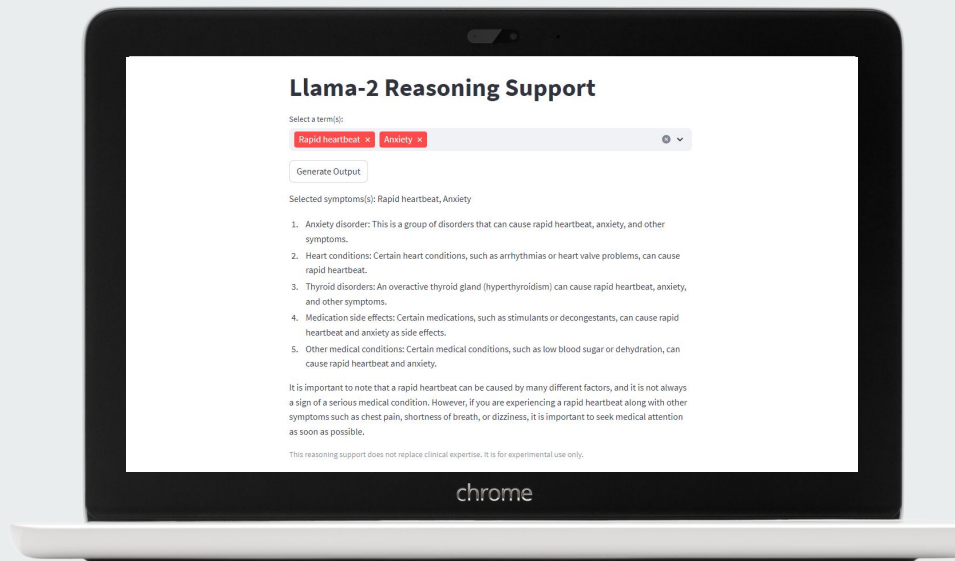 Llama-2 Reasoning Support
Select a term(s):
Rapid heartbeat × Anxiety ×
Generate Output
Selected symptoms(s): Rapid heartbeat, Anxiety
1. Anxiety disorder: This is a group of disorders that can cause rapid heartbeat, anxiety, and other
symptoms.
2. Heart conditions: Certain heart conditions, such as arrhythmias or heart valve problems, can cause
rapid heartbeat.
3. Thyroid disorders: An overactive thyroid gland (hyperthyroidism) can cause rapid heartbeat, anxiety,
and other symptoms.
4. Medication side effects: Certain medications, such as stimulants or decongestants, can cause rapid
heartbeat and anxiety as side effects.
5. Other medical conditions: Certain medical conditions, such as low blood sugar or dehydration, can
cause rapid heartbeat and anxiety.
It is important to note that a rapid heartbeat can be caused by many different factors, and it is not always
a sign of a serious medical condition. However, if you are experiencing a rapid heartbeat along with other
symptoms such as chest pain, shortness of breath, or dizziness, it is important to seek medical attention
as soon as possible.
This reasoning support does not replace clinical expertise. It is for experimental use only.
chrome